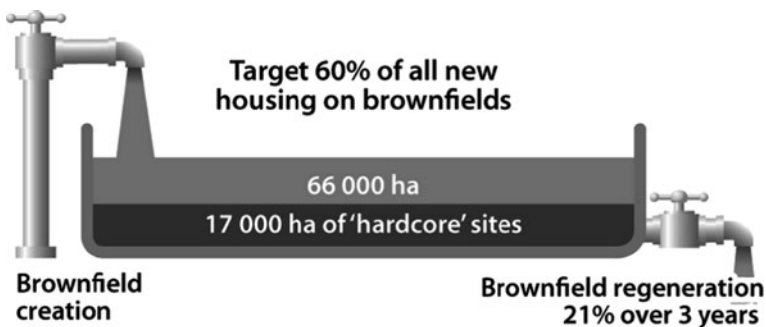 Target 60% of all new
housing on brownfields
66 000 ha
17 000 ha of ‘hardcore’ sites
Brownfield
creation
Brownfield regeneration
21% over 3 years